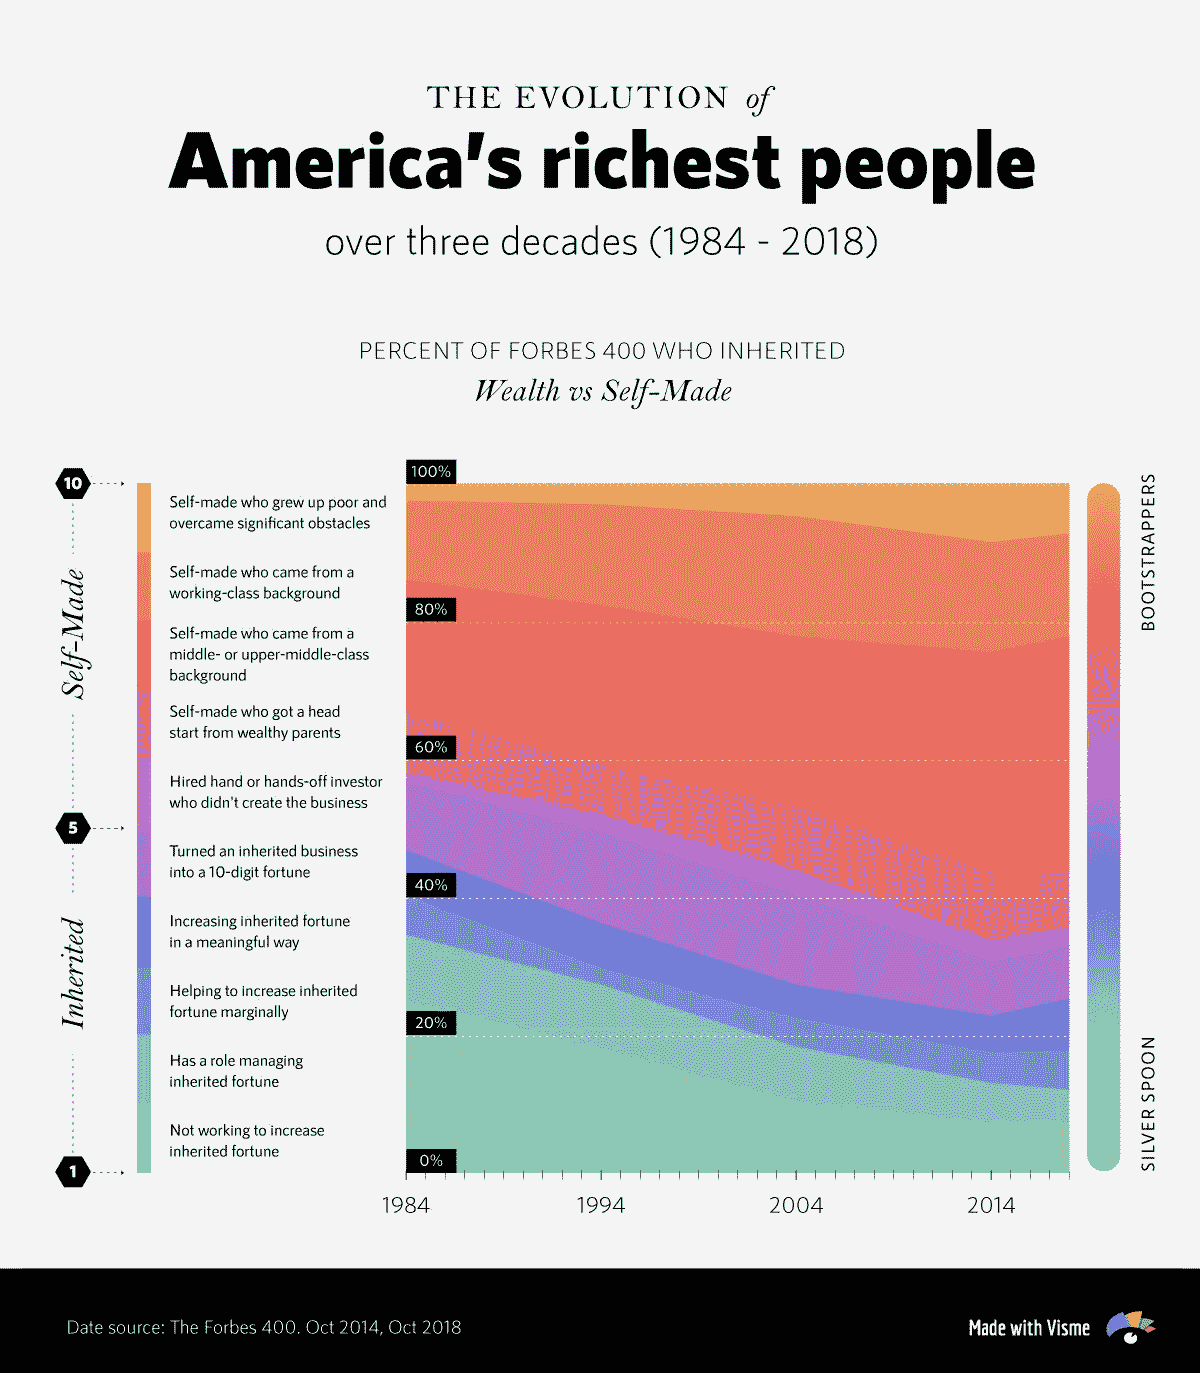 THE EVOLUTION of
America's richest people
over three decades (1984 - 2018)
PERCENT OF FORBES 400 WHO INHERITED
Wealth vs Self-Made
10
Self-Made
5
Inherited
1
Self-made who grew up poor and
overcame significant obstacles
Self-made who came from a
working-class background
Self-made who came from a
middle- or upper-middle-class
background
Self-made who got a head
start from wealthy parents
Hired hand or hands-off investor
who didn't create the business
Turned an inherited business
into a 10-digit fortune
Increasing inherited fortune
in a meaningful way
Helping to increase inherited
fortune marginally
Has a role managing
inherited fortune
Not working to increase
inherited fortune
100%
80%
60%
40%
20%
0%
1984
1994
2004
2014
BOOTSTRAPPERS
SILVER SPOON
Date source: The Forbes 400. Oct 2014, Oct 2018
Made with Visme